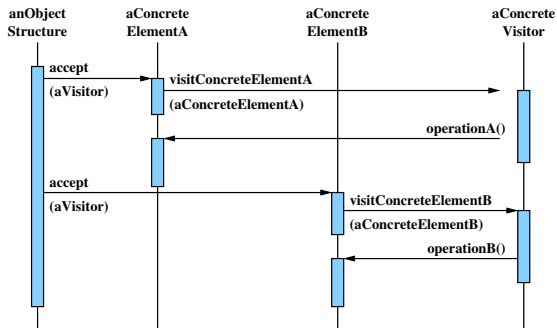 anObject
Structure
aConcrete
ElementA
aConcrete
ElementB
aConcrete
Visitor
accept
(aVisitor)
visitConcreteElementA
(aConcreteElementA)
operationA()
accept
(aVisitor)
visitConcreteElementB
(aConcreteElementB)
operationB()